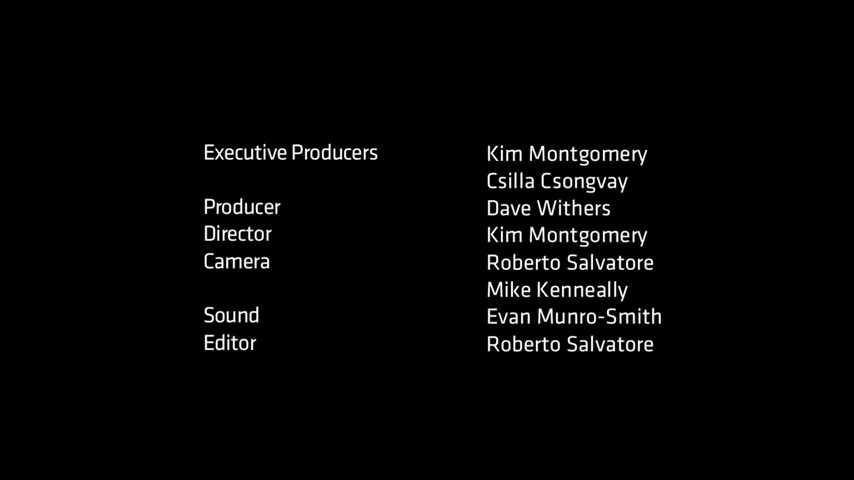 Executive Producers Kim Montgomery
Csilla Csongvay
Producer Dave Withers
Director Kim Montgomery
Camera Roberto Salvatore
Mike Kenneally
Sound Evan Munro-Smith
Editor Roberto Salvatore